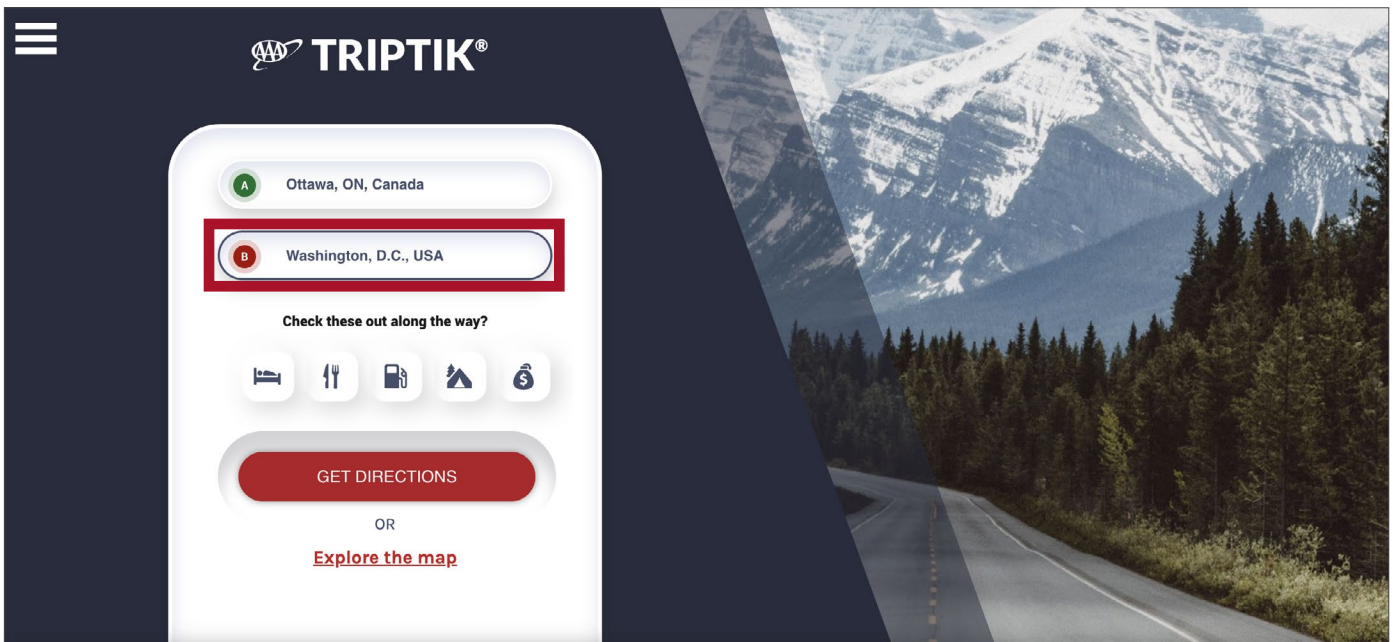 AAA TRIPTIK®
A Ottawa, ON, Canada
B Washington, D.C., USA
Check these out along the way?
$
GET DIRECTIONS
OR
Explore the map